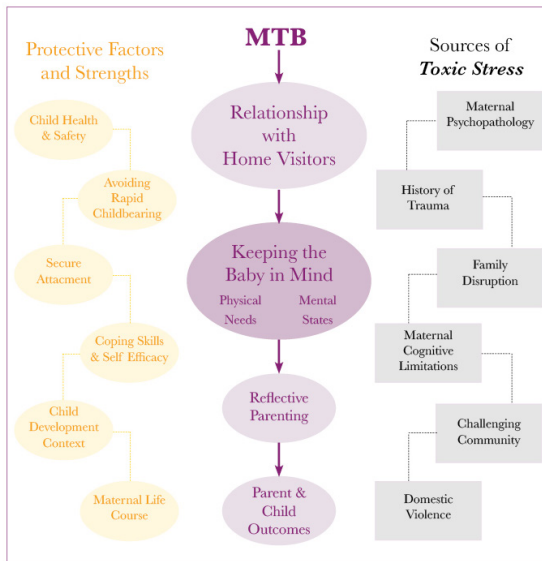 Protective Factors
and Strengths
Child Health
& Safety
Avoiding
Rapid
Childbearing
Secure
Attacment
Coping Skills
& Self Efficacy
Child
Development
Context
Maternal Life
Course
MTB
Relationship
with
Home Visitors
Keeping the
Baby in Mind
Physical
Needs
Mental
States
Reflective
Parenting
Parent &
Child
Outcomes
Sources of
Toxic Stress
Maternal
Psychopathology
History of
Trauma
Family
Disruption
Maternal
Cognitive
Limitations
Challenging
Community
Domestic
Violence